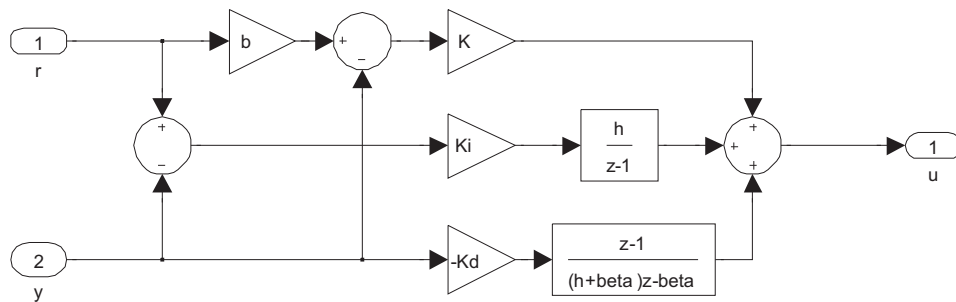 1
r
b
+
−
K
+
−
Ki
h
z-1
+
+
+
1
u
2
y
-Kd
z-1
(h+beta )z-beta